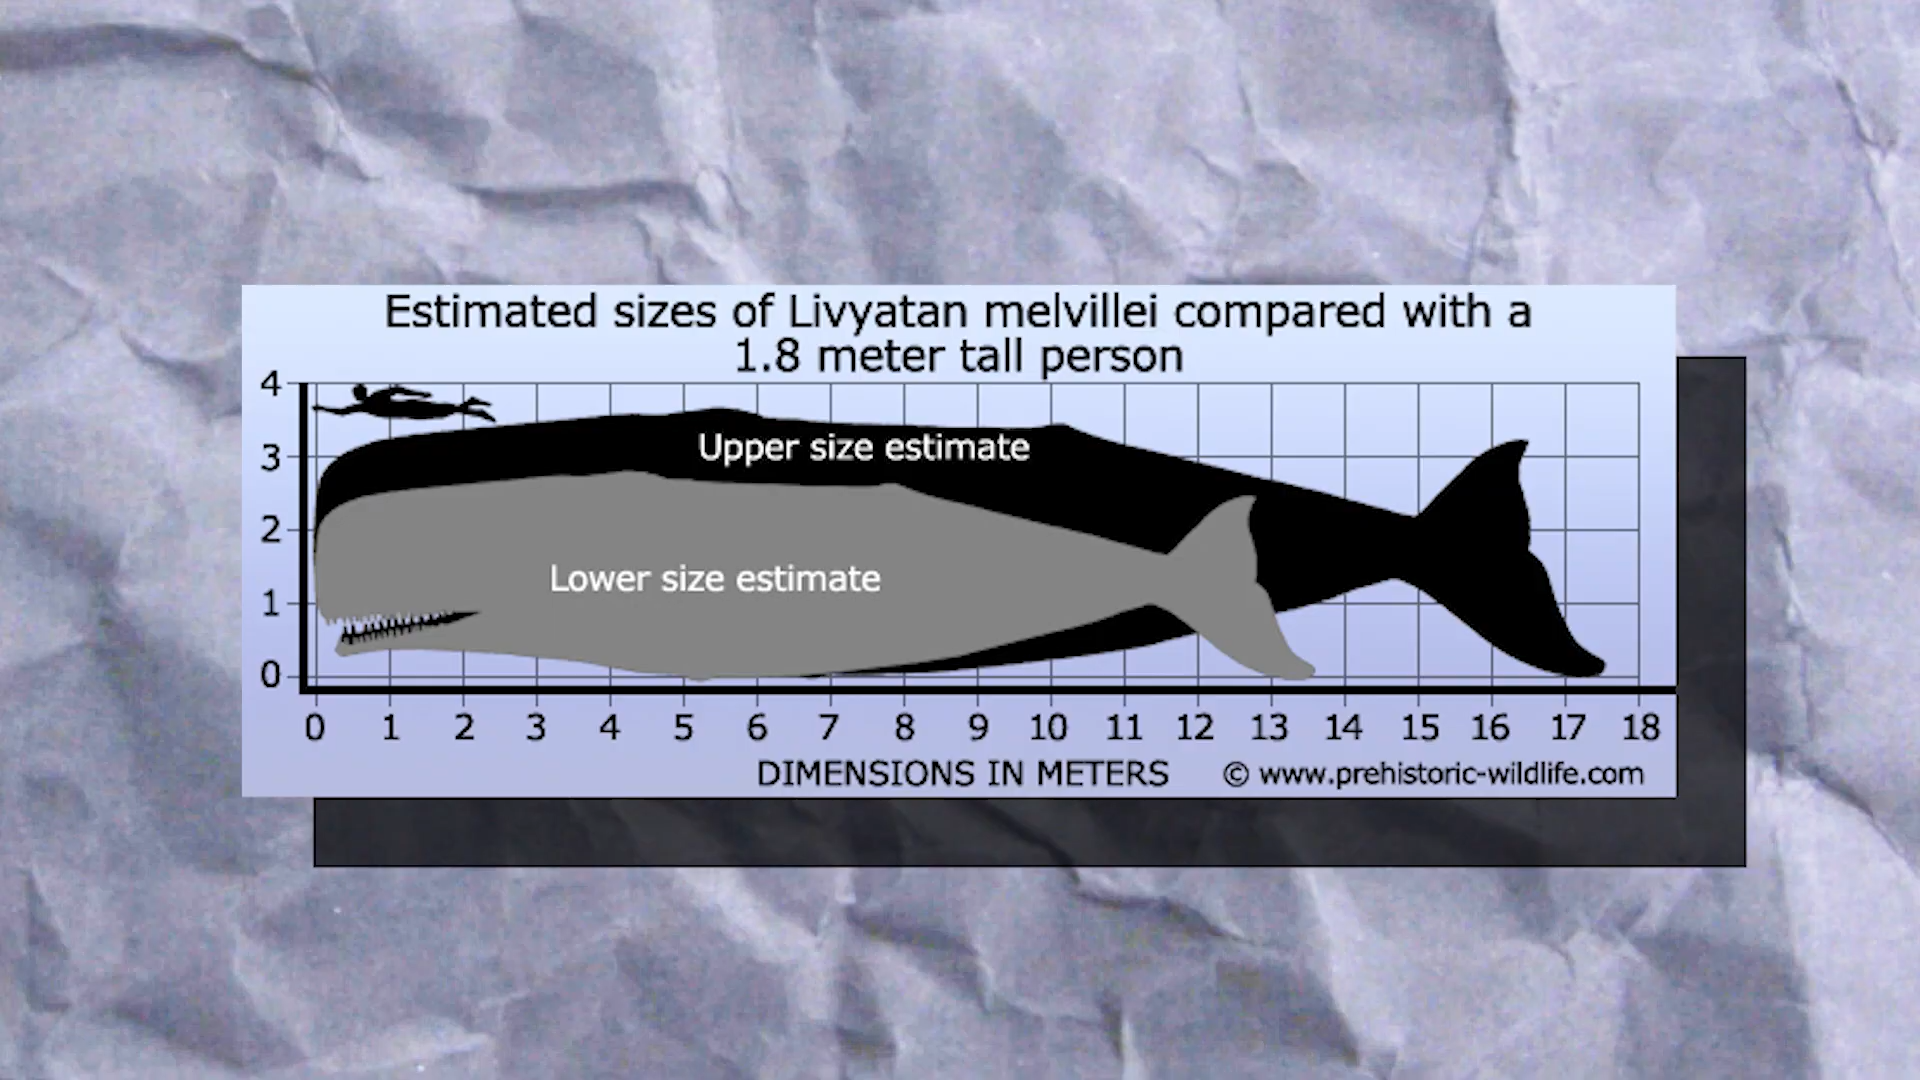 Estimated sizes of Livyatan melvillei compared with a
1.8 meter tall person
4
3
2
1
0
Upper size estimate
Lower size estimate
0 1 2 3 4 5 6 7 8 9 10 11 12 13 14 15 16 17 18
DIMENSIONS IN METERS © www.prehistoric-wildlife.com